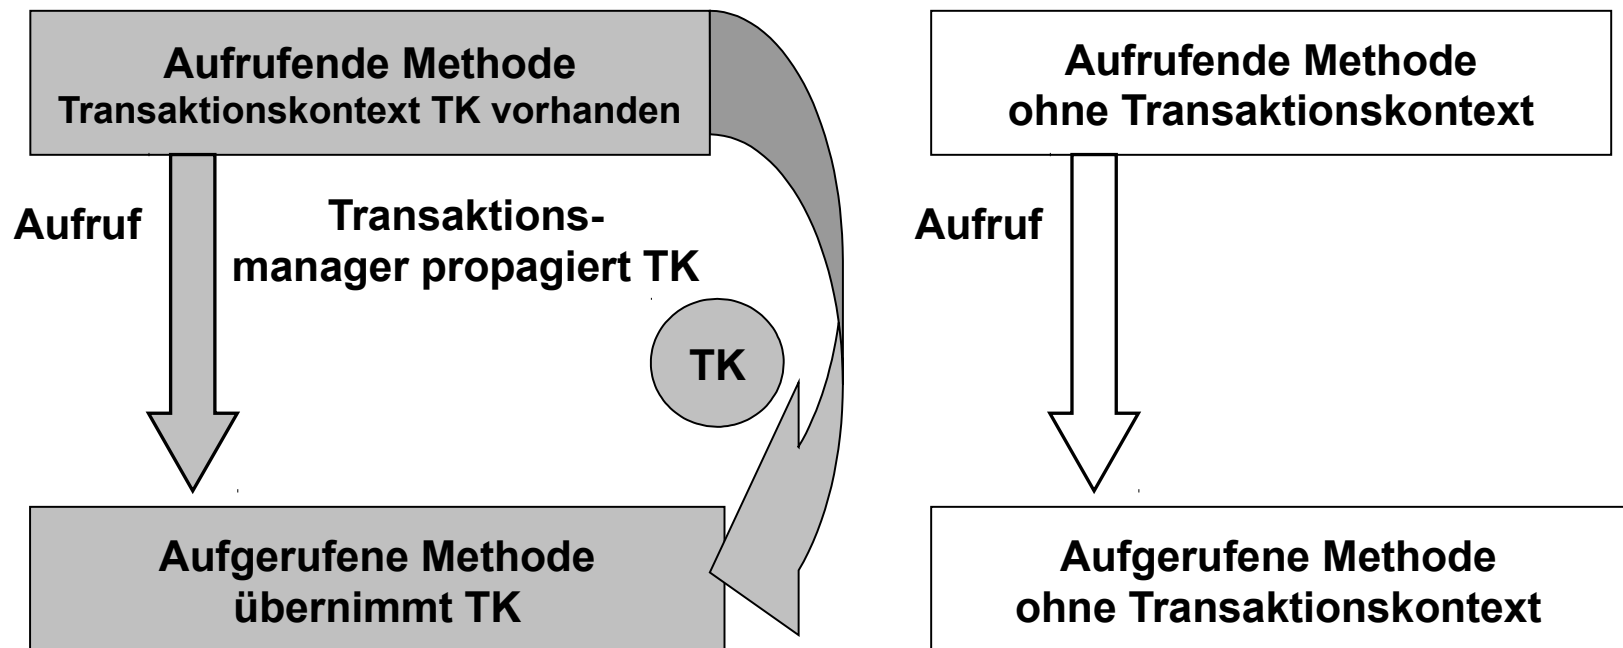 Aufrufende Methode
Transaktionskontext TK vorhanden
Aufruf
Transaktions-
manager propagiert TK
TK
Aufgerufene Methode
übernimmt TK
Aufrufende Methode
ohne Transaktionskontext
Aufruf
Aufgerufene Methode
ohne Transaktionskontext